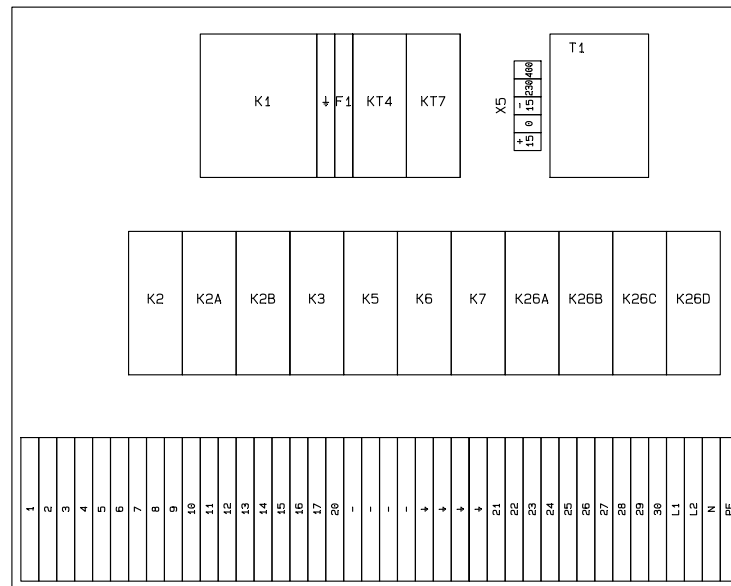 K1 F1 KT4 KT7
X5
400
230
- 15
0
+ 15
T1
K2 K2A K2B K3 K5 K6 K7 K26A K26B K26C K26D
1 2 3 4 5 6 7 8 9 10 11 12 13 14 15 16 17 20 - - - - 21 22 23 24 25 26 27 28 29 30 L1 L2 N PE